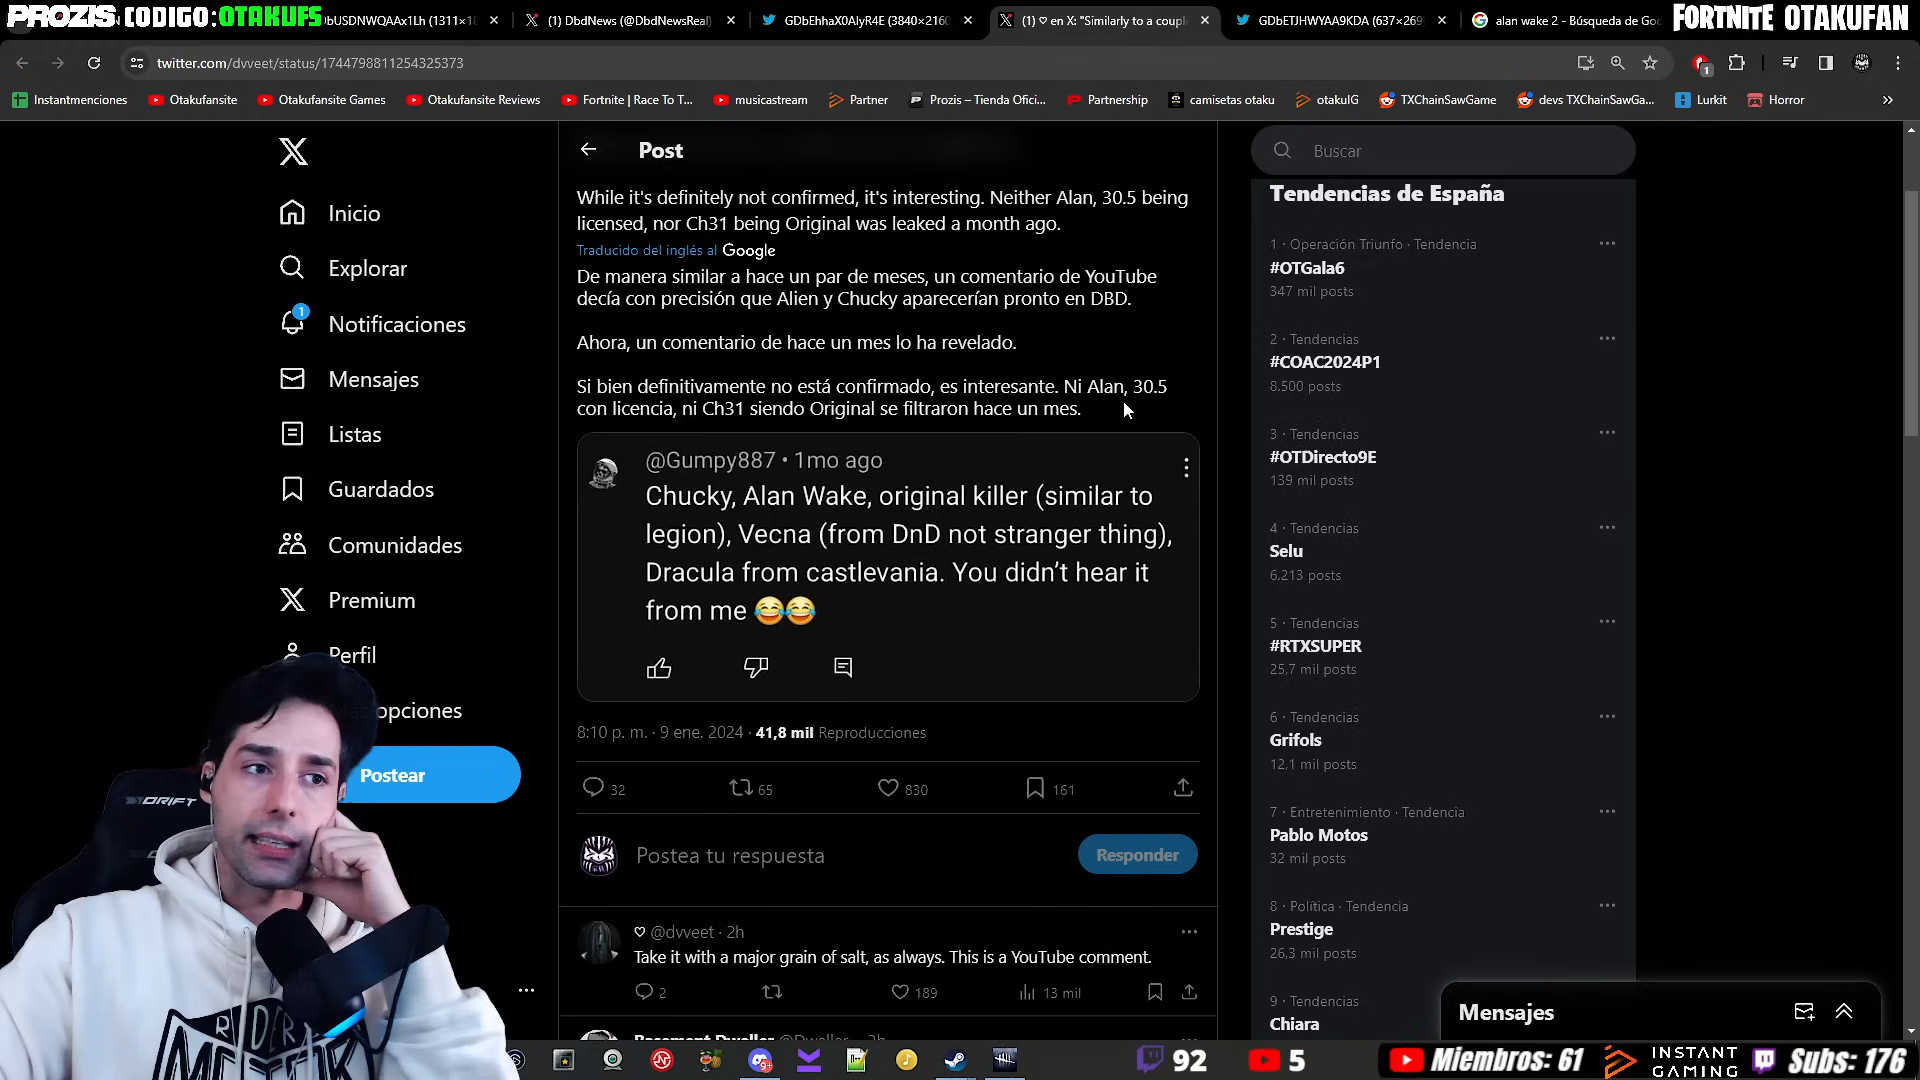 PROZIS CODIGO:OTAKUFS
bUSDNWQAAx1Lh (1311×1
(1) DbdNews (@DbdNewsReal)
GDbEhhaX0AlyR4E (3840×2160
(1) ♡ en X: "Similarly to a coupl
GDbETJHWYAA9KDA (637×269
alan wake 2 - Búsqueda de Goo
FORTNITE OTAKUFAN
twitter.com/dvveet/status/1744798811254325373
Instantmenciones
Otakufansite
Otakufansite Games
Otakufansite Reviews
Fortnite | Race To T...
musicastream
Partner
Prozis – Tienda Ofici...
Partnership
camisetas otaku
otakuIG
TXChainSawGame
devs TXChainSawGa...
Lurkit
Horror
Inicio
Explorar
1
Notificaciones
Mensajes
Listas
Guardados
Comunidades
Premium
Perfil
opciones
Postear
Post
While it's definitely not confirmed, it's interesting. Neither Alan, 30.5 being
licensed, nor Ch31 being Original was leaked a month ago.
Traducido del inglés al Google
De manera similar a hace un par de meses, un comentario de YouTube
decía con precisión que Alien y Chucky aparecerían pronto en DBD.
Ahora, un comentario de hace un mes lo ha revelado.
Si bien definitivamente no está confirmado, es interesante. Ni Alan, 30.5
con licencia, ni Ch31 siendo Original se filtraron hace un mes.
@Gumpy887 • 1mo ago
Chucky, Alan Wake, original killer (similar to
legion), Vecna (from DnD not stranger thing),
Dracula from castlevania. You didn't hear it
from me 😂😂
8:10 p. m. · 9 ene. 2024 · 41,8 mil Reproducciones
32
65
830
161
Postea tu respuesta
Responder
♡ @dvveet · 2h
Take it with a major grain of salt, as always. This is a YouTube comment.
2
189
13 mil
Buscar
Tendencias de España
1 · Operación Triunfo · Tendencia
#OTGala6
347 mil posts
2 · Tendencias
#COAC2024P1
8.500 posts
3 · Tendencias
#OTDirecto9E
139 mil posts
4 · Tendencias
Selu
6.213 posts
5 · Tendencias
#RTXSUPER
25,7 mil posts
6 · Tendencias
Grifols
12,1 mil posts
7 · Entretenimiento · Tendencia
Pablo Motos
32 mil posts
8 · Política · Tendencia
Prestige
26,3 mil posts
9 · Tendencias
Chiara
Mensajes
DRIFT
92
5
Miembros: 61
INSTANT
GAMING
Subs: 176